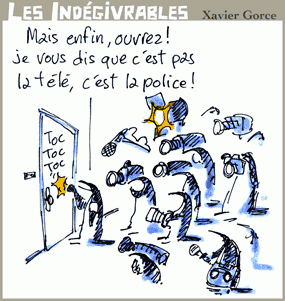 LES INDÉGIVRABLES Xavier Gorce
Mais enfin, ouvrez!
je vous dis que c'est pas
la télé, c'est la police!
TOC
TOC
TOC